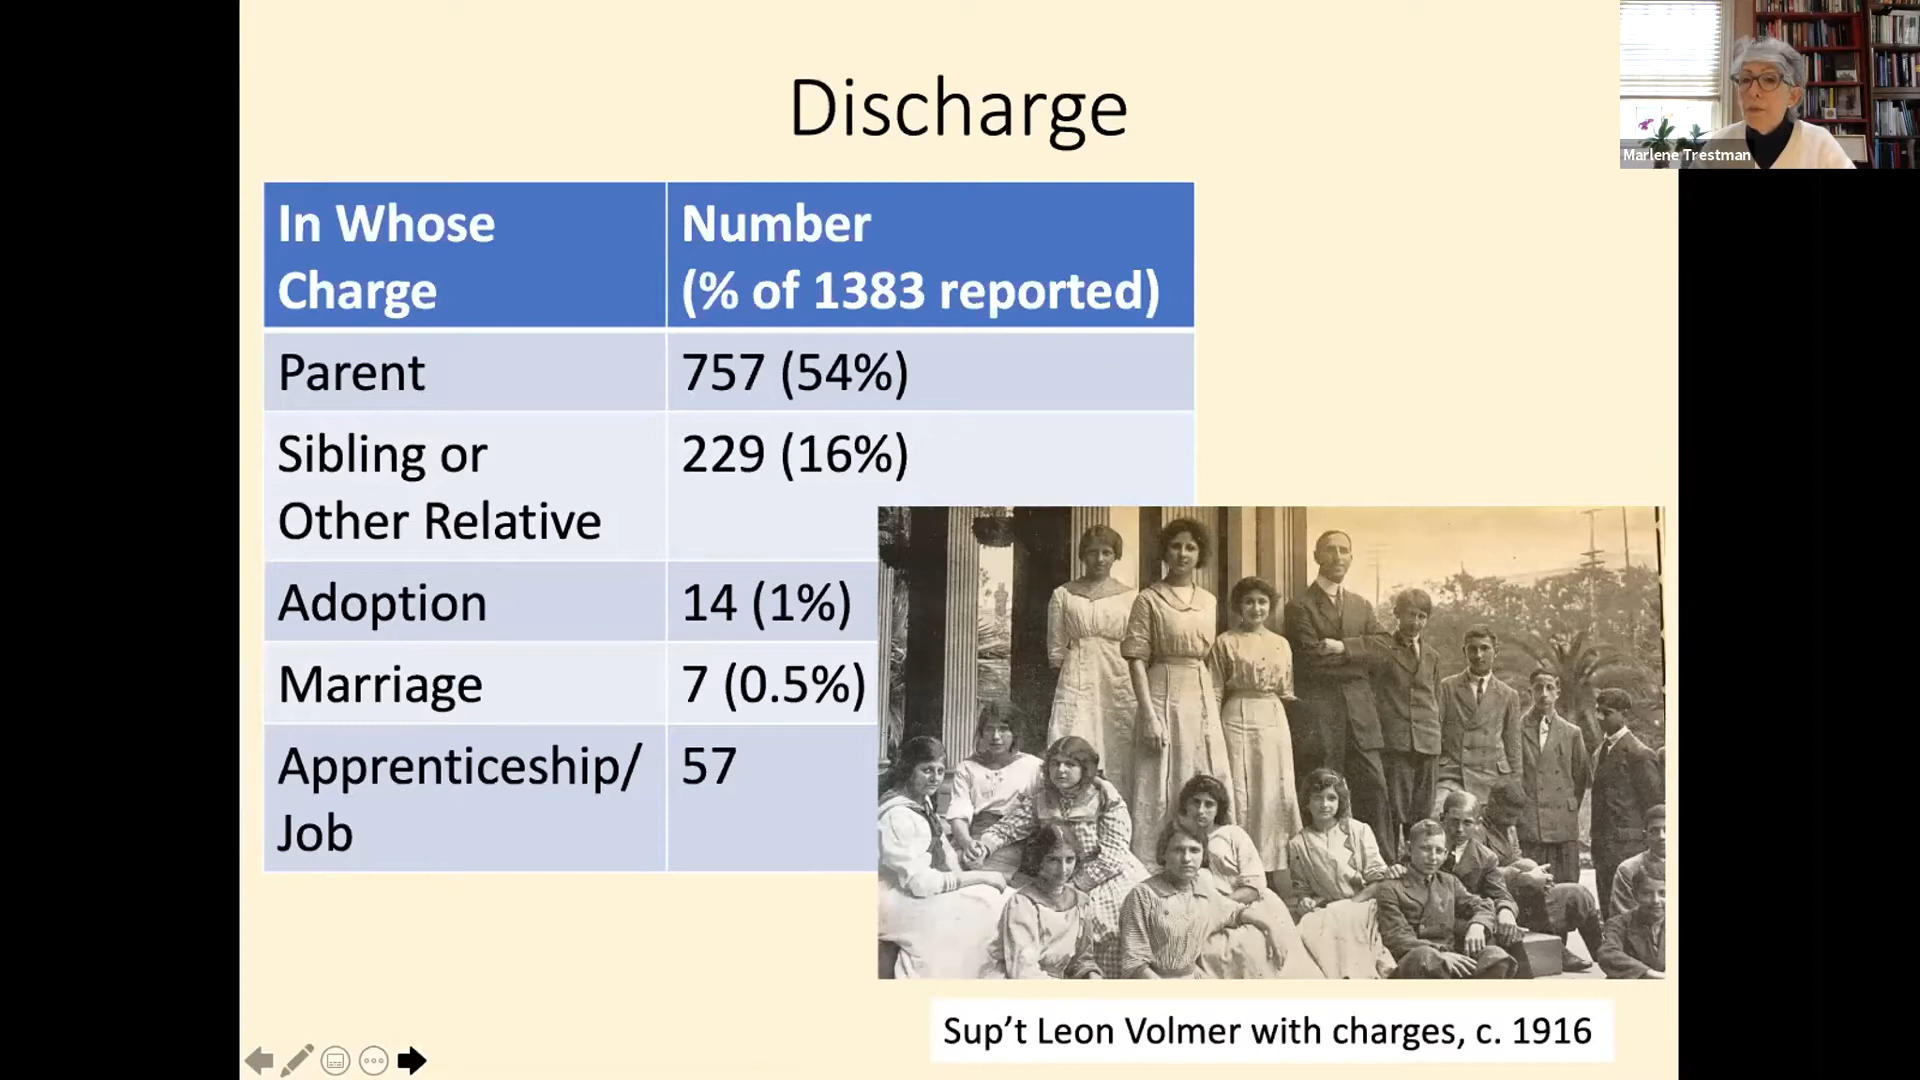 Discharge
Marlene Trestman
In Whose
Charge
Number
(% of 1383 reported)
Parent
757 (54%)
Sibling or
Other Relative
229 (16%)
Adoption
14 (1%)
Marriage
7 (0.5%)
Apprenticeship/
Job
57
Sup’t Leon Volmer with charges, c. 1916